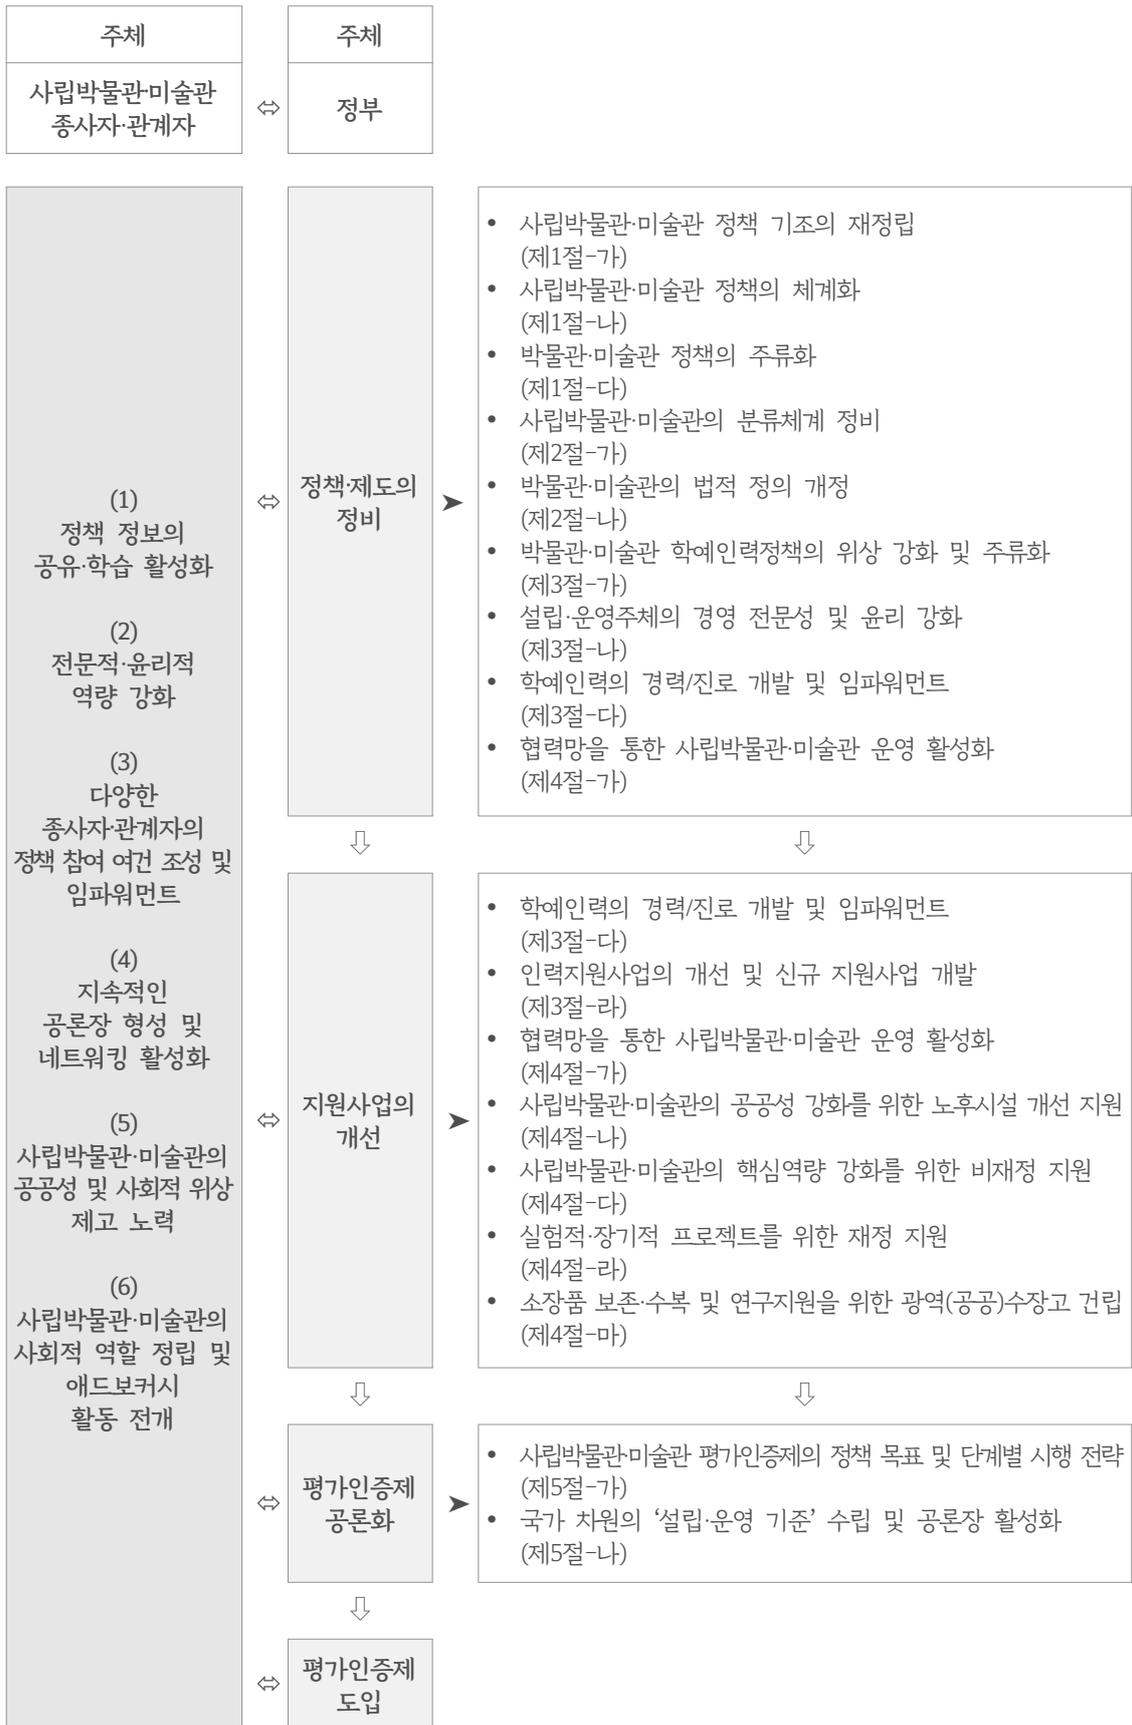 주체
사립박물관·미술관
종사자·관계자
⇔
주체
정부
(1)
정책 정보의
공유·학습 활성화
(2)
전문적·윤리적
역량 강화
(3)
다양한
종사자·관계자의
정책 참여 여건 조성 및
임파워먼트
(4)
지속적인
공론장 형성 및
네트워킹 활성화
(5)
사립박물관·미술관의
공공성 및 사회적 위상
제고 노력
(6)
사립박물관·미술관의
사회적 역할 정립 및
애드보커시
활동 전개
⇔
정책·제도의
정비
➤
• 사립박물관·미술관 정책 기조의 재정립
(제1절-가)
• 사립박물관·미술관 정책의 체계화
(제1절-나)
• 박물관·미술관 정책의 주류화
(제1절-다)
• 사립박물관·미술관의 분류체계 정비
(제2절-가)
• 박물관·미술관의 법적 정의 개정
(제2절-나)
• 박물관·미술관 학예인력정책의 위상 강화 및 주류화
(제3절-가)
• 설립·운영주체의 경영 전문성 및 윤리 강화
(제3절-나)
• 학예인력의 경력/진로 개발 및 임파워먼트
(제3절-다)
• 협력망을 통한 사립박물관·미술관 운영 활성화
(제4절-가)
⇩
⇩
⇔
지원사업의
개선
➤
• 학예인력의 경력/진로 개발 및 임파워먼트
(제3절-다)
• 인력지원사업의 개선 및 신규 지원사업 개발
(제3절-라)
• 협력망을 통한 사립박물관·미술관 운영 활성화
(제4절-가)
• 사립박물관·미술관의 공공성 강화를 위한 노후시설 개선 지원
(제4절-나)
• 사립박물관·미술관의 핵심역량 강화를 위한 비재정 지원
(제4절-다)
• 실험적·장기적 프로젝트를 위한 재정 지원
(제4절-라)
• 소장품 보존·수복 및 연구지원을 위한 광역(공공)수장고 건립
(제4절-마)
⇩
⇩
⇔
평가인증제
공론화
➤
• 사립박물관·미술관 평가인증제의 정책 목표 및 단계별 시행 전략
(제5절-가)
• 국가 차원의 ‘설립·운영 기준’ 수립 및 공론장 활성화
(제5절-나)
⇩
⇔
평가인증제
도입